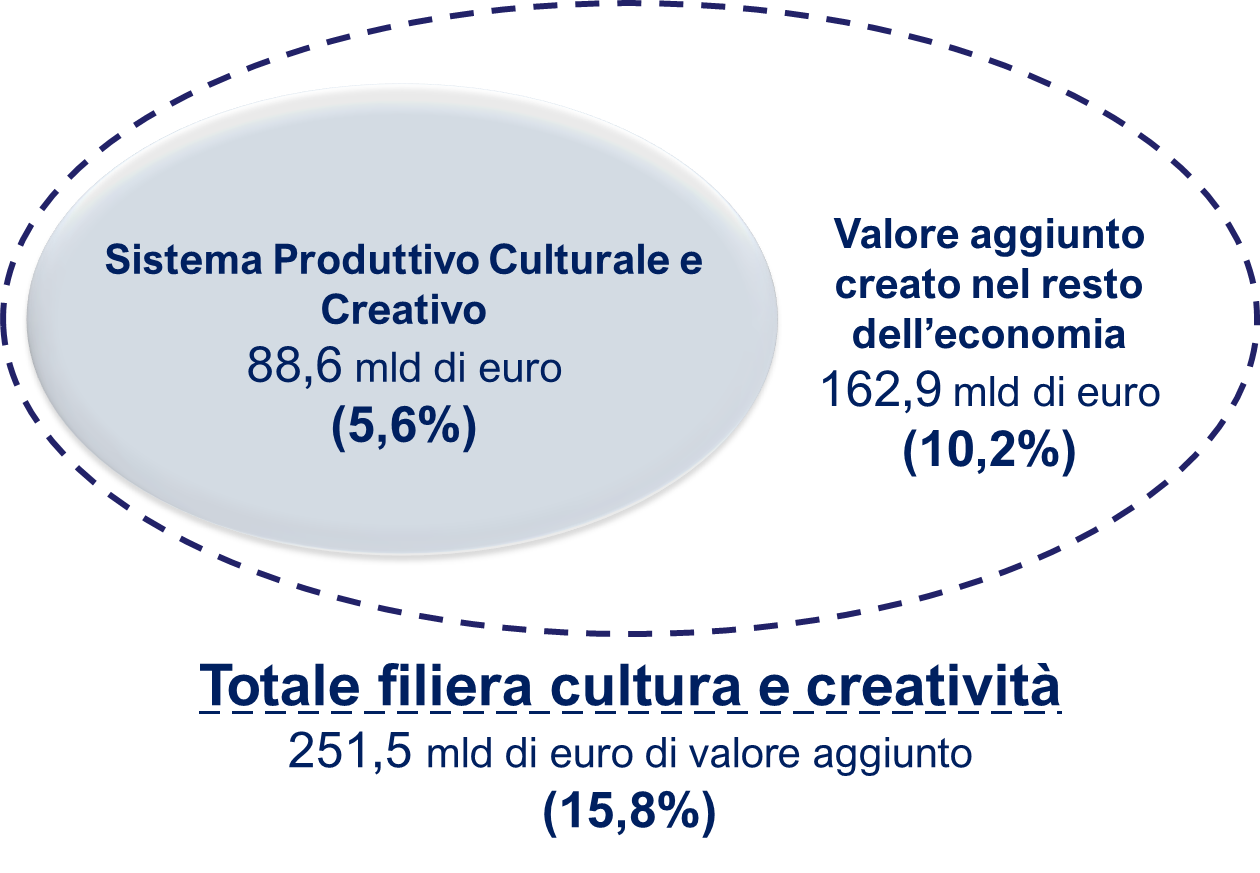 Sistema Produttivo Culturale e
Creativo
88,6 mld di euro
(5,6%)
Valore aggiunto
creato nel resto
dell’economia
162,9 mld di euro
(10,2%)
Totale filiera cultura e creatività
251,5 mld di euro di valore aggiunto
(15,8%)